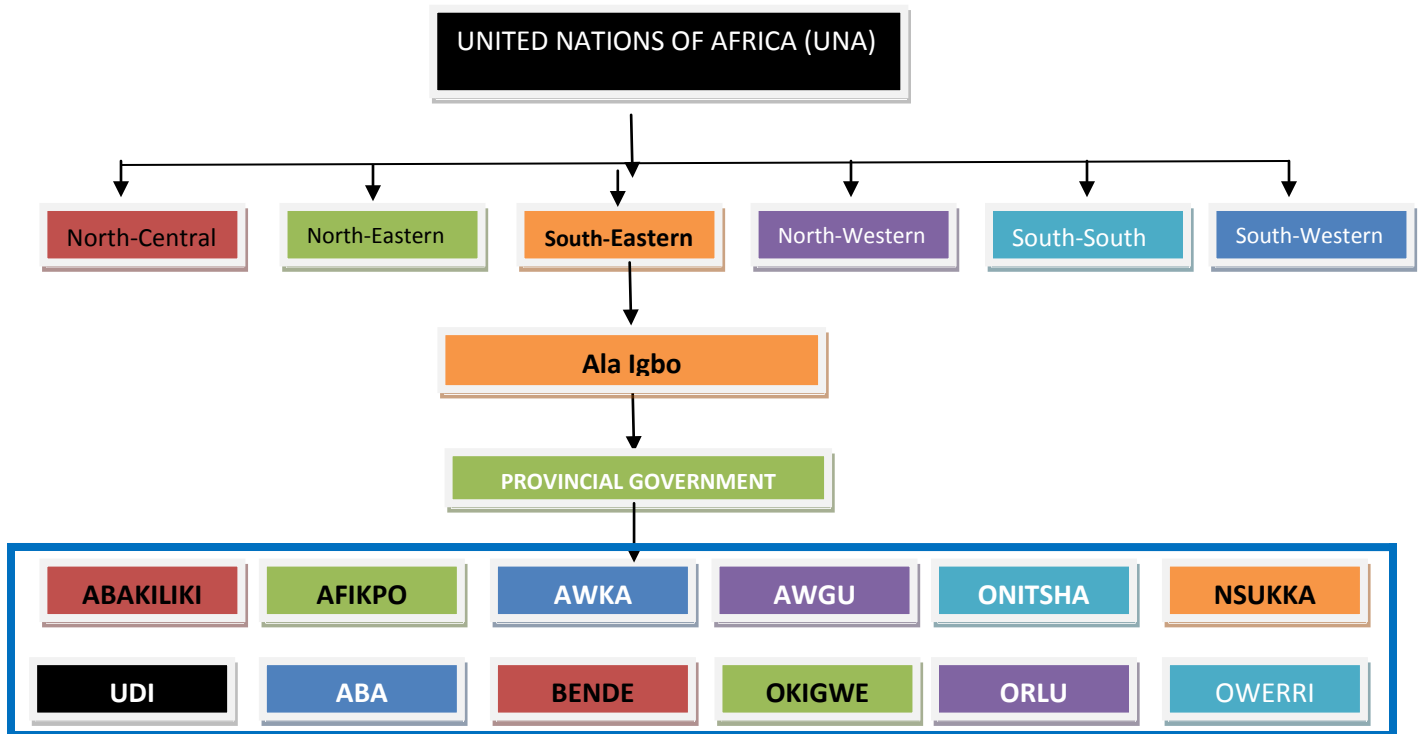 UNITED NATIONS OF AFRICA (UNA)
North-Central
North-Eastern
South-Eastern
North-Western
South-South
South-Western
Ala Igbo
PROVINCIAL GOVERNMENT
ABAKILIKI
AFIKPO
AWKA
AWGU
ONITSHA
NSUKKA
UDI
ABA
BENDE
OKIGWE
ORLU
OWERRI